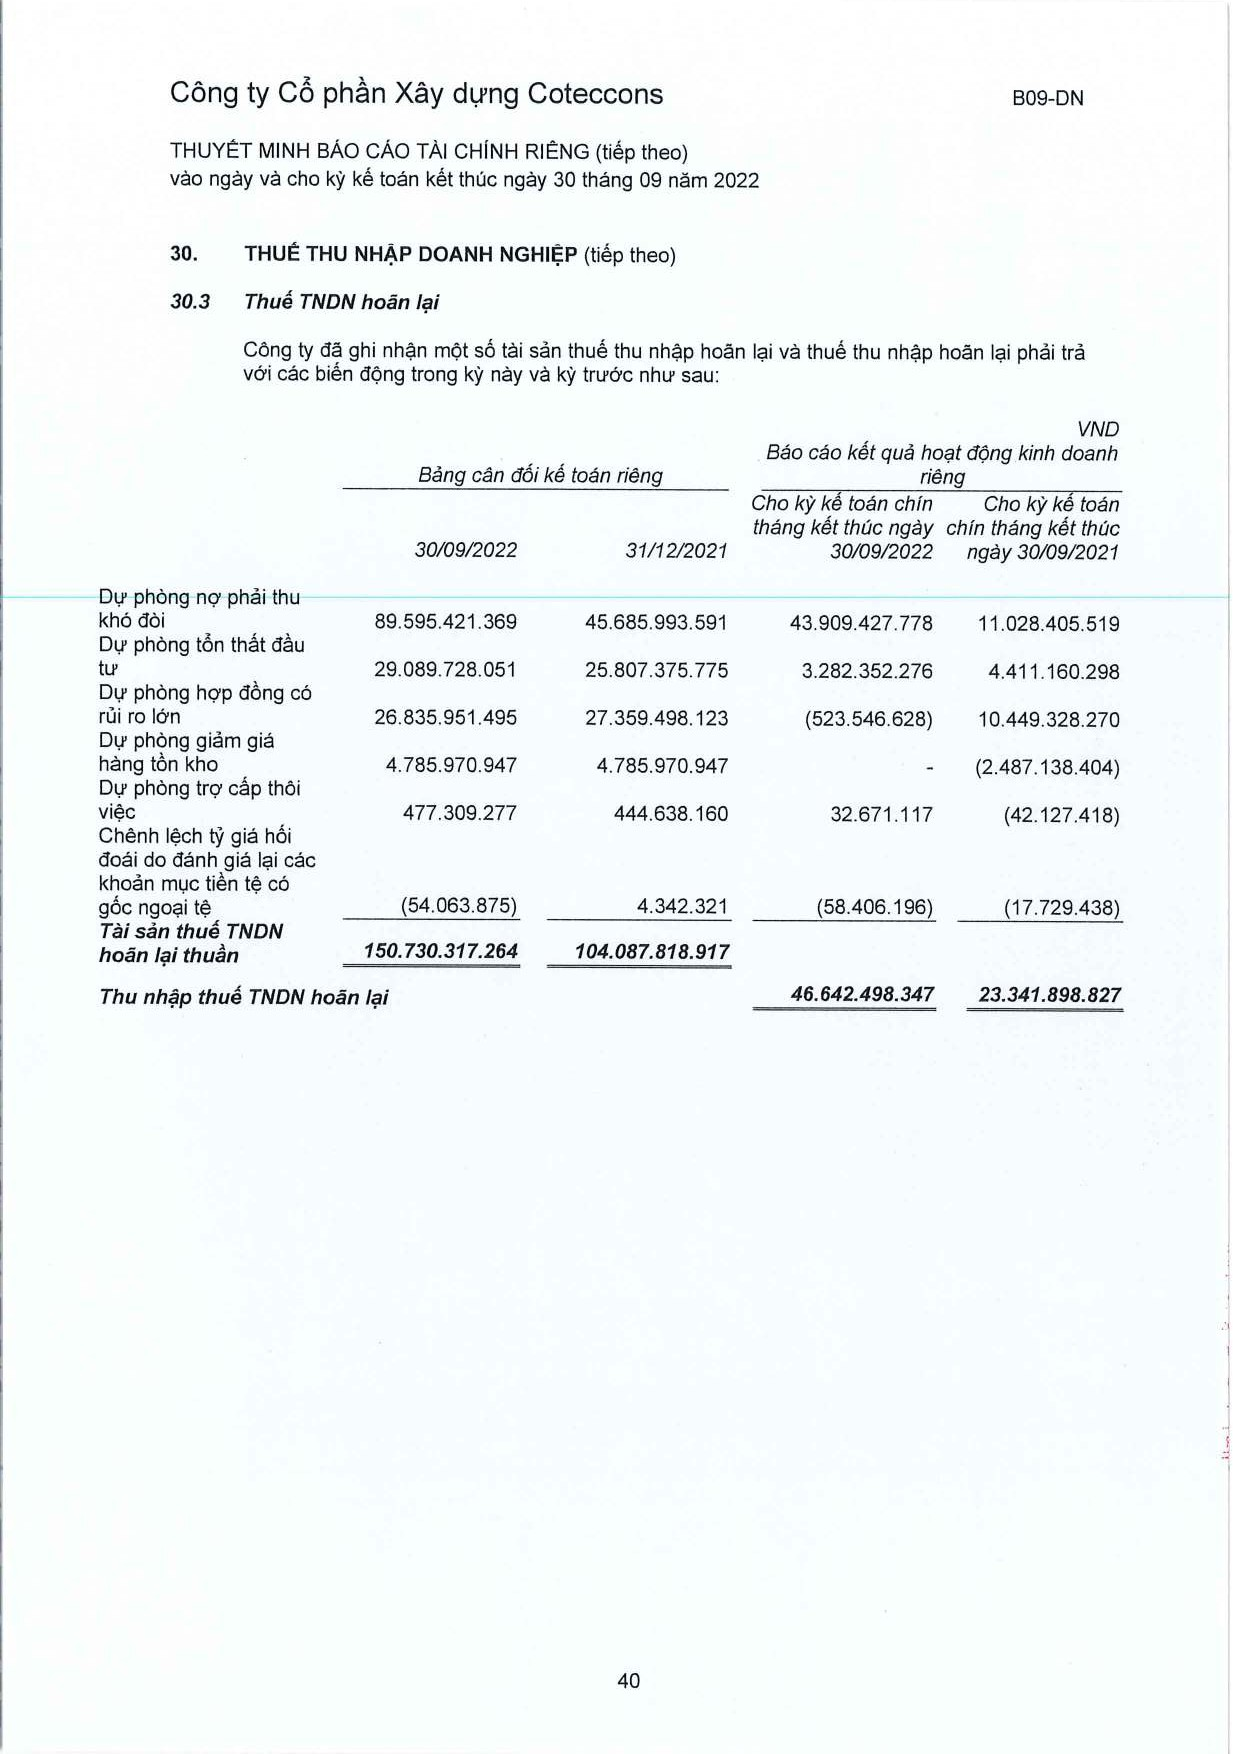 Công ty Cổ phần Xây dựng Coteccons
B09-DN
THUYẾT MINH BÁO CÁO TÀI CHÍNH RIÊNG (tiếp theo)
vào ngày và cho kỳ kế toán kết thúc ngày 30 tháng 09 năm 2022
30. THUẾ THU NHẬP DOANH NGHIỆP (tiếp theo)
30.3 Thuế TNDN hoãn lại
Công ty đã ghi nhận một số tài sản thuế thu nhập hoãn lại và thuế thu nhập hoãn lại phải trả
với các biến động trong kỳ này và kỳ trước như sau:
VND
Báo cáo kết quả hoạt động kinh doanh
Bảng cân đối kế toán riêng riêng
Cho kỳ kế toán chín Cho kỳ kế toán
tháng kết thúc ngày chín tháng kết thúc
30/09/2022 31/12/2021 30/09/2022 ngày 30/09/2021
Dự phòng nợ phải thu
khó đòi 89.595.421.369 45.685.993.591 43.909.427.778 11.028.405.519
Dự phòng tổn thất đầu
tư 29.089.728.051 25.807.375.775 3.282.352.276 4.411.160.298
Dự phòng hợp đồng có
rủi ro lớn 26.835.951.495 27.359.498.123 (523.546.628) 10.449.328.270
Dự phòng giảm giá
hàng tồn kho 4.785.970.947 4.785.970.947 - (2.487.138.404)
Dự phòng trợ cấp thôi
việc 477.309.277 444.638.160 32.671.117 (42.127.418)
Chênh lệch tỷ giá hối
đoái do đánh giá lại các
khoản mục tiền tệ có
gốc ngoại tệ (54.063.875) 4.342.321 (58.406.196) (17.729.438)
Tài sản thuế TNDN
hoãn lại thuần 150.730.317.264 104.087.818.917
Thu nhập thuế TNDN hoãn lại 46.642.498.347 23.341.898.827
40